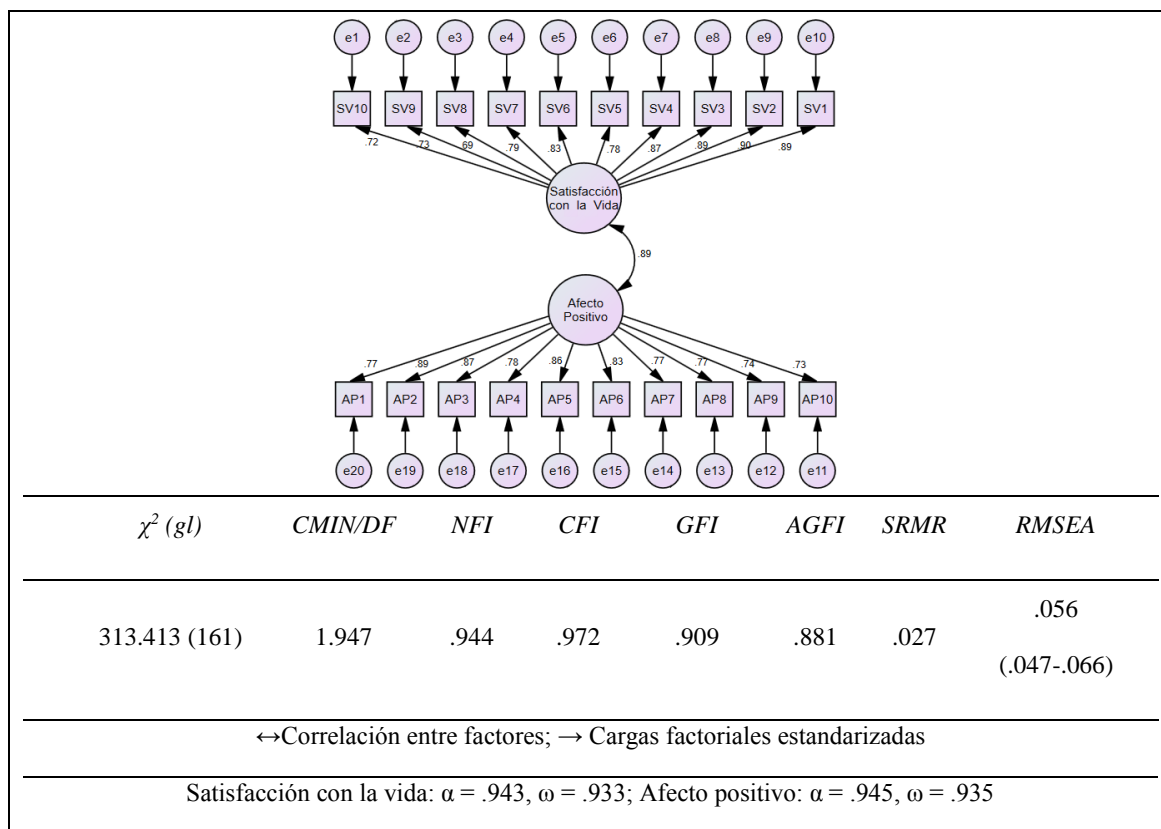 e1 e2 e3 e4 e5 e6 e7 e8 e9 e10
SV10 SV9 SV8 SV7 SV6 SV5 SV4 SV3 SV2 SV1
.72 .73 .69 .79 .83 .78 .87 .89 .90 .89
Satisfacción
con la Vida
.89
Afecto
Positivo
.77 .89 .87 .78 .86 .83 .77 .77 .74 .73
AP1 AP2 AP3 AP4 AP5 AP6 AP7 AP8 AP9 AP10
e20 e19 e18 e17 e16 e15 e14 e13 e12 e11
χ² (gl) CMIN/DF NFI CFI GFI AGFI SRMR RMSEA
313.413 (161) 1.947 .944 .972 .909 .881 .027 .056
(.047-.066)
↔Correlación entre factores; → Cargas factoriales estandarizadas
Satisfacción con la vida: α = .943, ω = .933; Afecto positivo: α = .945, ω = .935